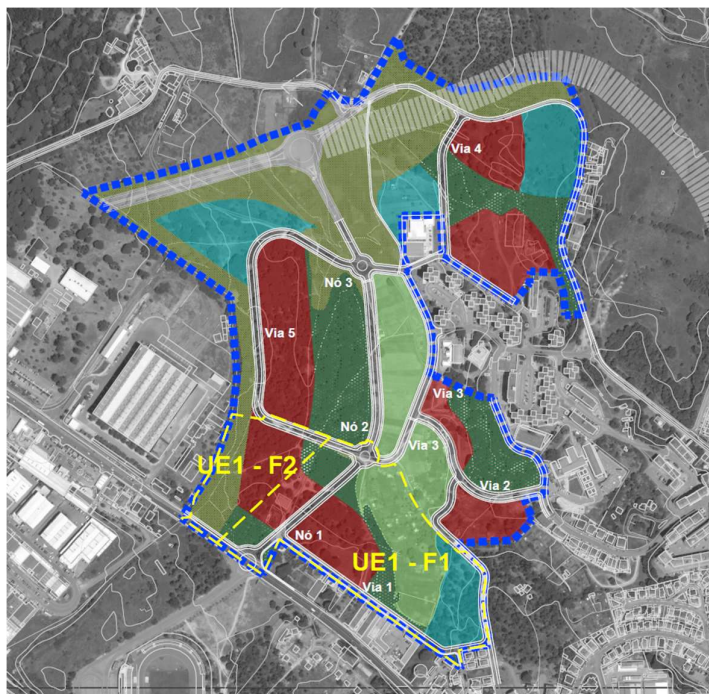 Via 4
Nó 3
Via 5
Via 3
Nó 2
Via 3
UE1 - F2
Via 2
Nó 1
UE1 - F1
Via 1